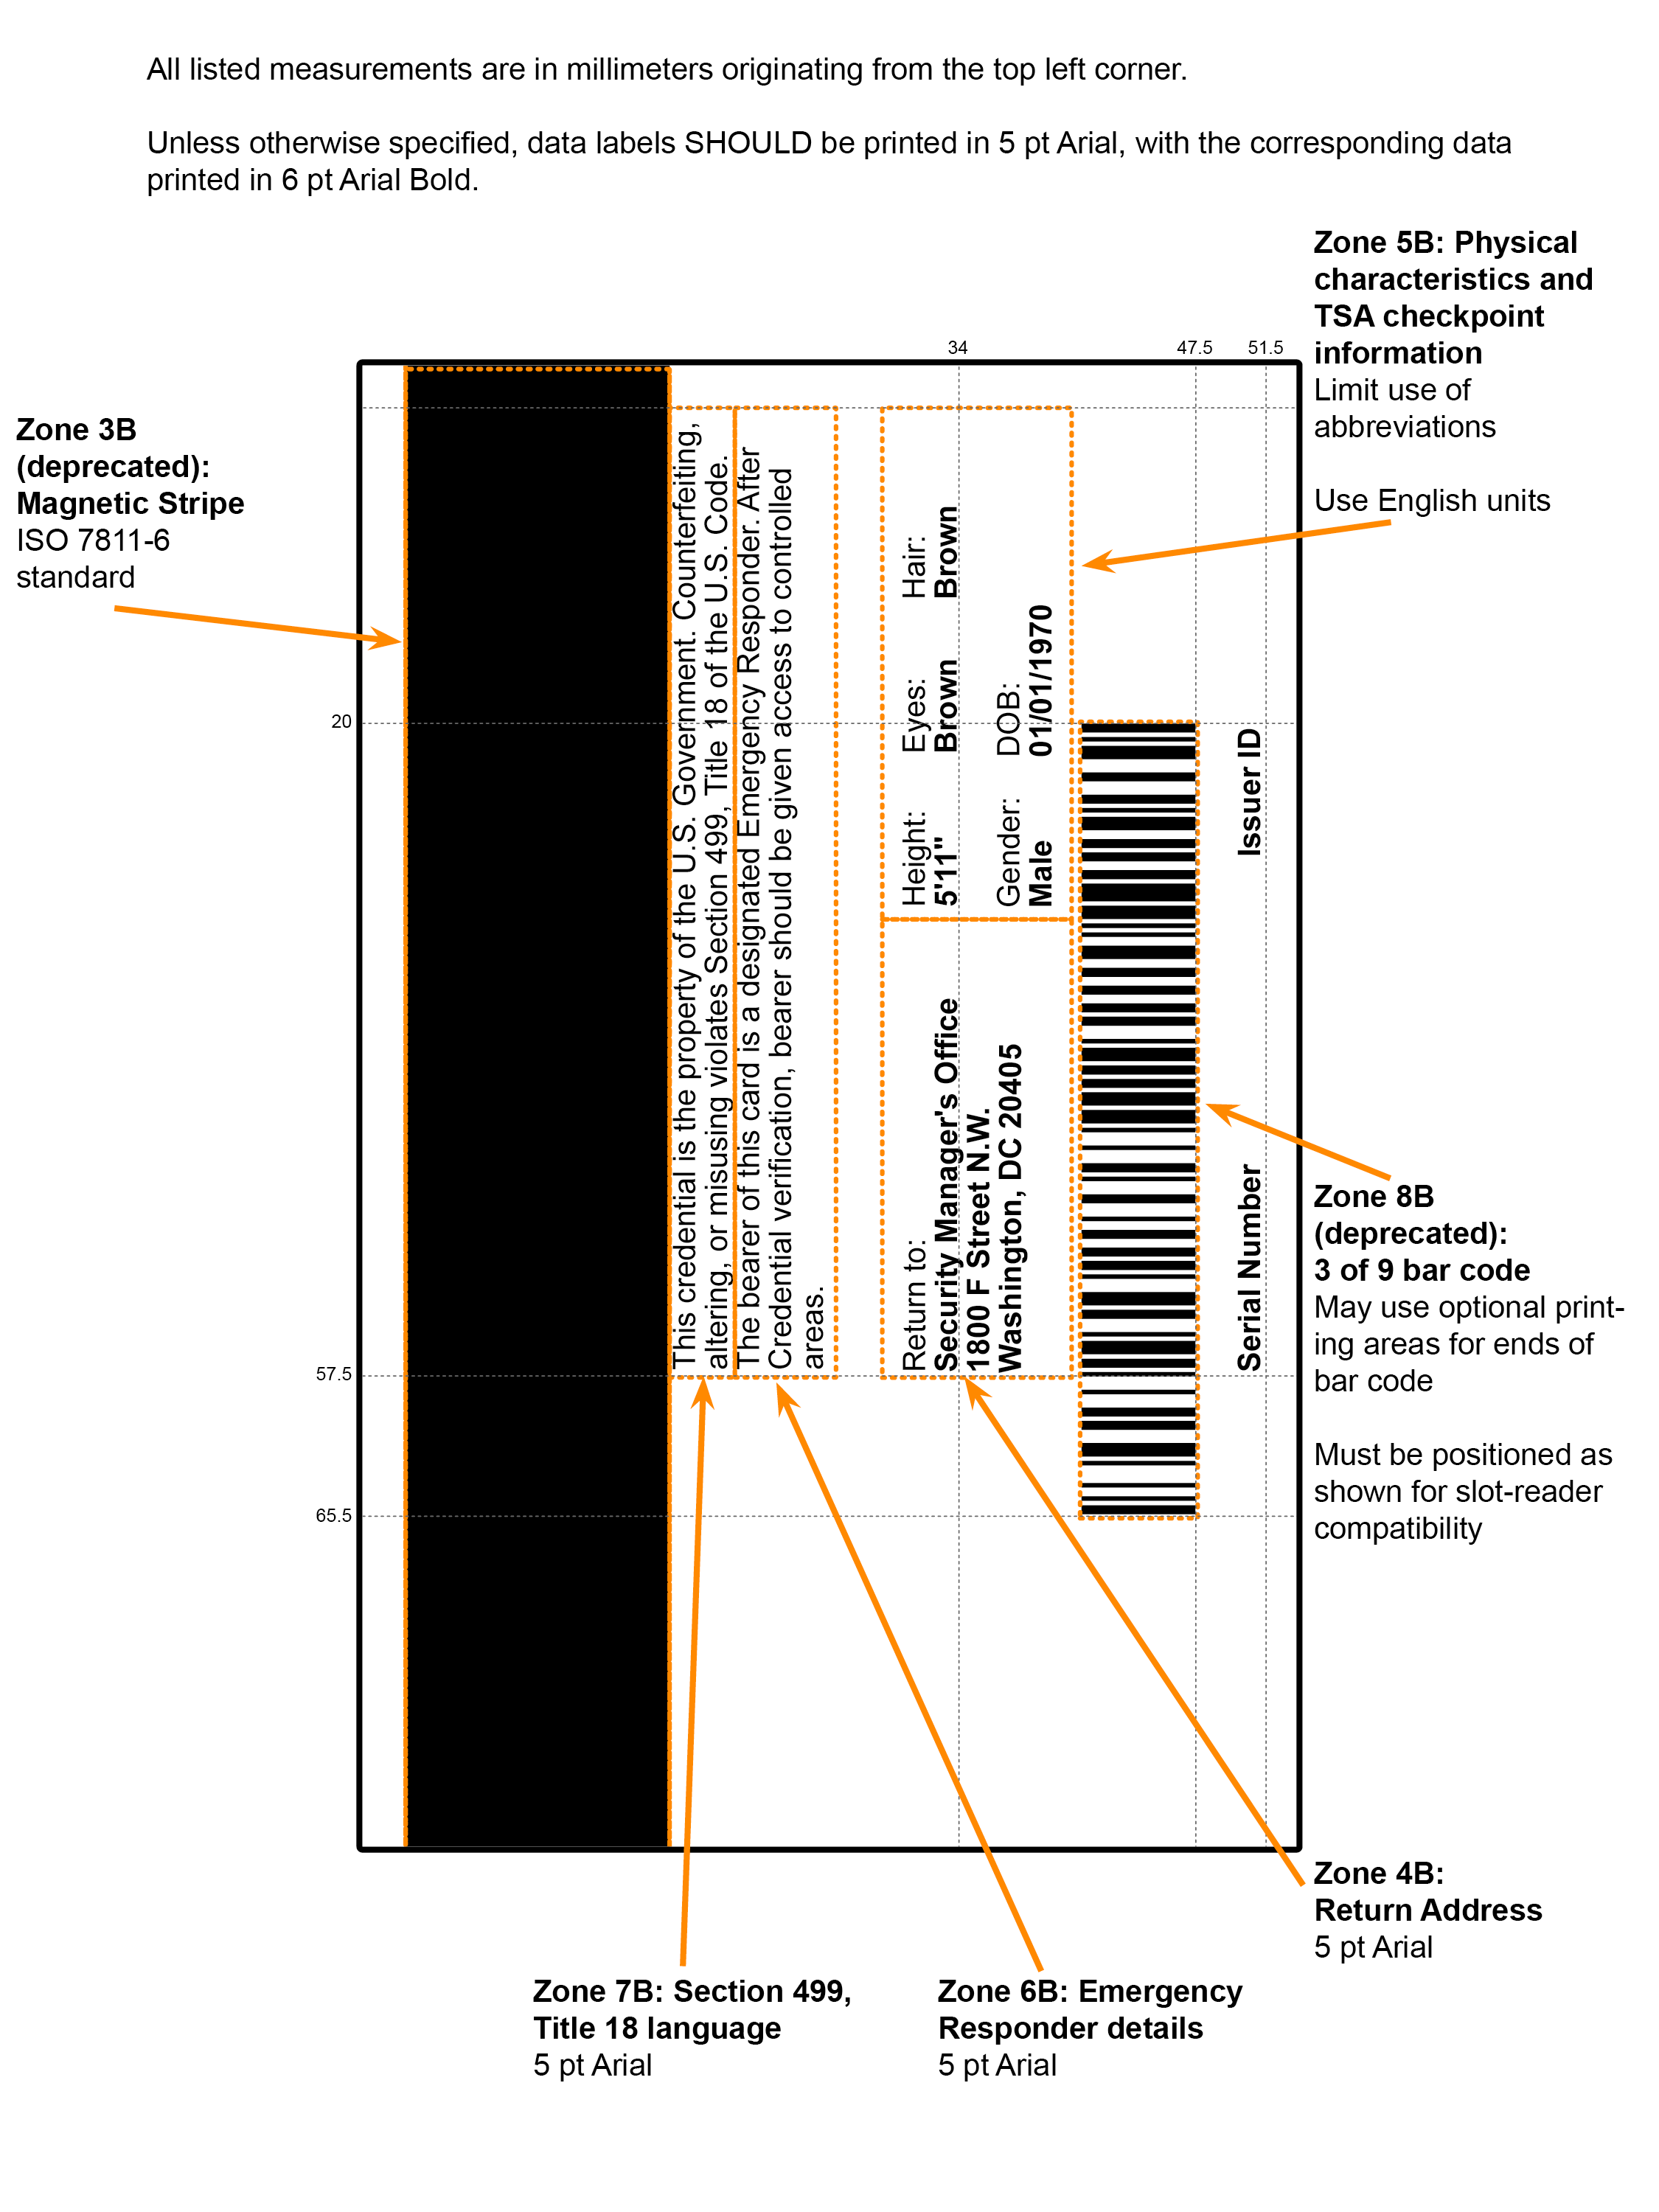 All listed measurements are in millimeters originating from the top left corner.
Unless otherwise specified, data labels SHOULD be printed in 5 pt Arial, with the corresponding data
printed in 6 pt Arial Bold.
Zone 5B: Physical
characteristics and
TSA checkpoint
information
Limit use of
abbreviations
Use English units
34
47.5
51.5
Zone 3B
(deprecated):
Magnetic Stripe
ISO 7811-6
standard
20
57.5
65.5
This credential is the property of the U.S. Government. Counterfeiting,
altering, or misusing violates Section 499, Title 18 of the U.S. Code.
The bearer of this card is a designated Emergency Responder. After
Credential verification, bearer should be given access to controlled
areas.
Height: Eyes: Hair:
5'11" Brown Brown
Gender: DOB:
Male 01/01/1970
Return to:
Security Manager's Office
1800 F Street N.W.
Washington, DC 20405
Serial Number
Issuer ID
Zone 8B
(deprecated):
3 of 9 bar code
May use optional print-
ing areas for ends of
bar code
Must be positioned as
shown for slot-reader
compatibility
Zone 4B:
Return Address
5 pt Arial
Zone 7B: Section 499,
Title 18 language
5 pt Arial
Zone 6B: Emergency
Responder details
5 pt Arial